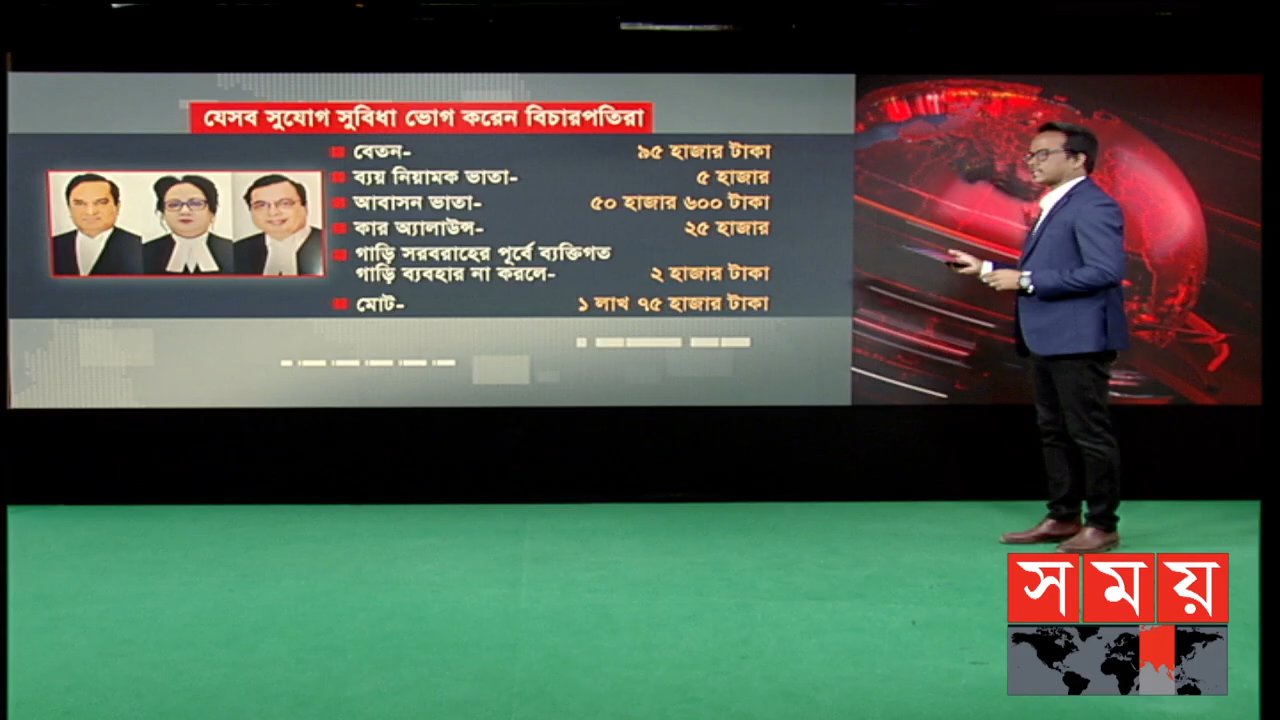 যেসব সুযোগ সুবিধা ভোগ করেন বিচারপতিরা
বেতন- ৯৫ হাজার টাকা
ব্যয় নিয়ামক ভাতা- ৫ হাজার
আবাসন ভাতা- ৫০ হাজার ৬০০ টাকা
কার অ্যালাউন্স- ২৫ হাজার
গাড়ি সরবরাহের পূর্বে ব্যক্তিগত
গাড়ি ব্যবহার না করলে- ২ হাজার টাকা
মোট- ১ লাখ ৭৫ হাজার টাকা
সময়